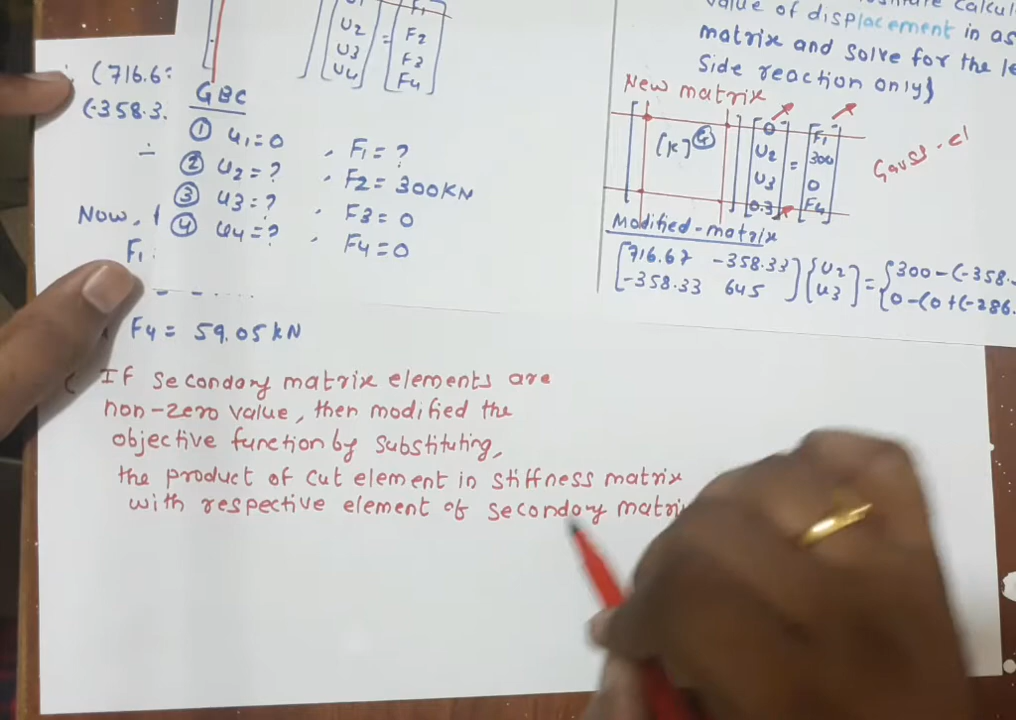 U2
U3
U4
=
F1
F2
F3
F4
(716.6
(-358.3.
Now,
F1
GBC
① u1=0 , F1=?
② u2=? , F2=300KN
③ u3=? , F3=0
④ u4=? , F4=0
F4= 59.05 kN
value of displacement in as
matrix and solve for the le
side reaction only}
New matrix
[K]
0
U2
U3
0.3
=
F1
300
0
F4
Gauss-el
Modified-matrix
716.67 -358.33 U2 = 300-(-358.
-358.33 645 U3 0-(0+(-286.
If secondory matrix elements are
non-zero value, then modified the
objective function by substituting,
the product of cut element in stiffness matrix
with respective element of secondory matri